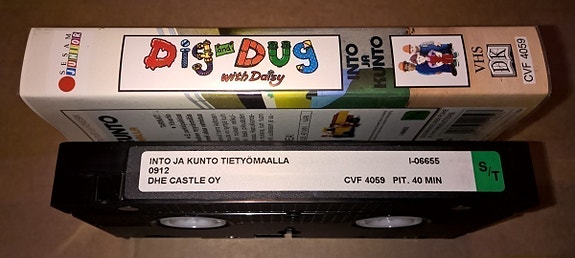 SESAM
JUNIOR
Dig and Dug
with Daisy
INTO
JA
KUNTO
VHS
DK
CVF 4059
INTO JA KUNTO TIETYÖMAALLA
I-06655
0912
DHE CASTLE OY
CVF 4059
PIT. 40 MIN
S/T